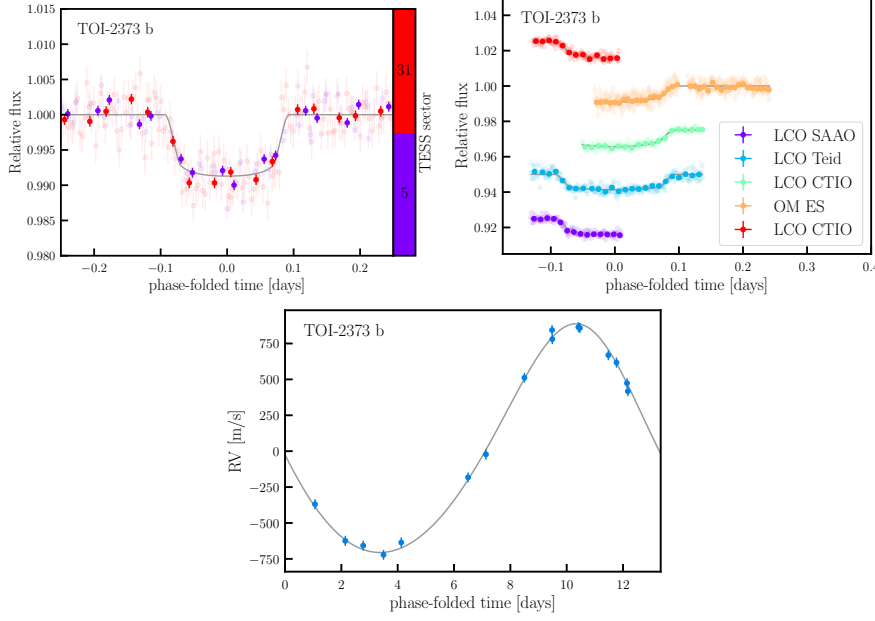 TOI-2373 b
Relative flux
1.015
1.010
1.005
1.000
0.995
0.990
0.985
0.980
−0.2
−0.1
0.0
0.1
0.2
phase-folded time [days]
31
5
TESS sector
TOI-2373 b
Relative flux
1.04
1.02
1.00
0.98
0.96
0.94
0.92
−0.1
0.0
0.1
0.2
0.3
0.4
phase-folded time [days]
LCO SAAO
LCO Teid
LCO CTIO
OM ES
LCO CTIO
TOI-2373 b
RV [m/s]
750
500
250
0
−250
−500
−750
0
2
4
6
8
10
12
phase-folded time [days]